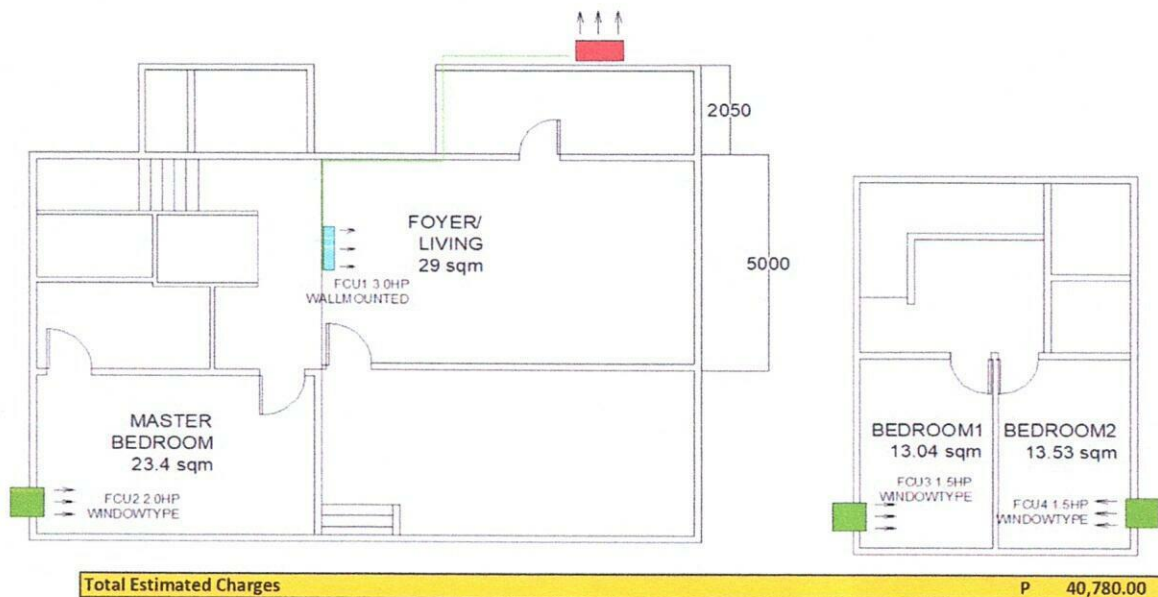 2050
FOYER/
LIVING
29 sqm
5000
FCU1 3.0HP
WALLMOUNTED
MASTER
BEDROOM
23.4 sqm
FCU2 2.0HP
WINDOWTYPE
BEDROOM1
13.04 sqm
FCU3 1.5HP
WINDOWTYPE
BEDROOM2
13.53 sqm
FCU4 1.5HP
WINDOWTYPE
Total Estimated Charges P 40,780.00